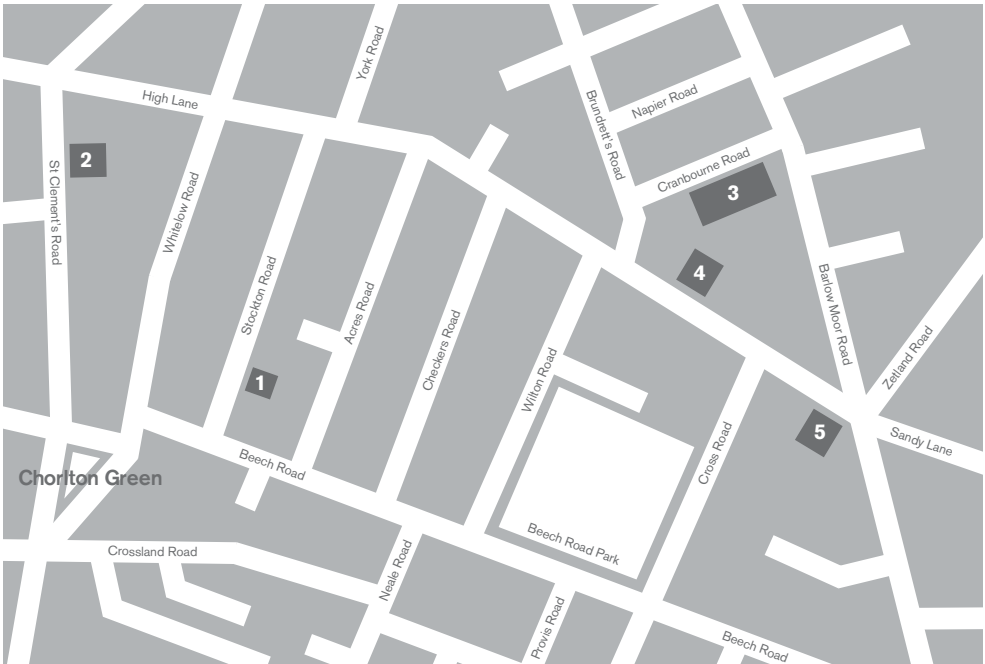 York Road
High Lane
Brundrett's Road
Napier Road
Cranbourne Road
2
3
St Clement's Road
Whitelow Road
4
Stockton Road
Acres Road
Barlow Moor Road
Checkers Road
Zetland Road
1
Wilton Road
5
Sandy Lane
Cross Road
Beech Road
Chorlton Green
Beech Road Park
Crossland Road
Neale Road
Provis Road
Beech Road